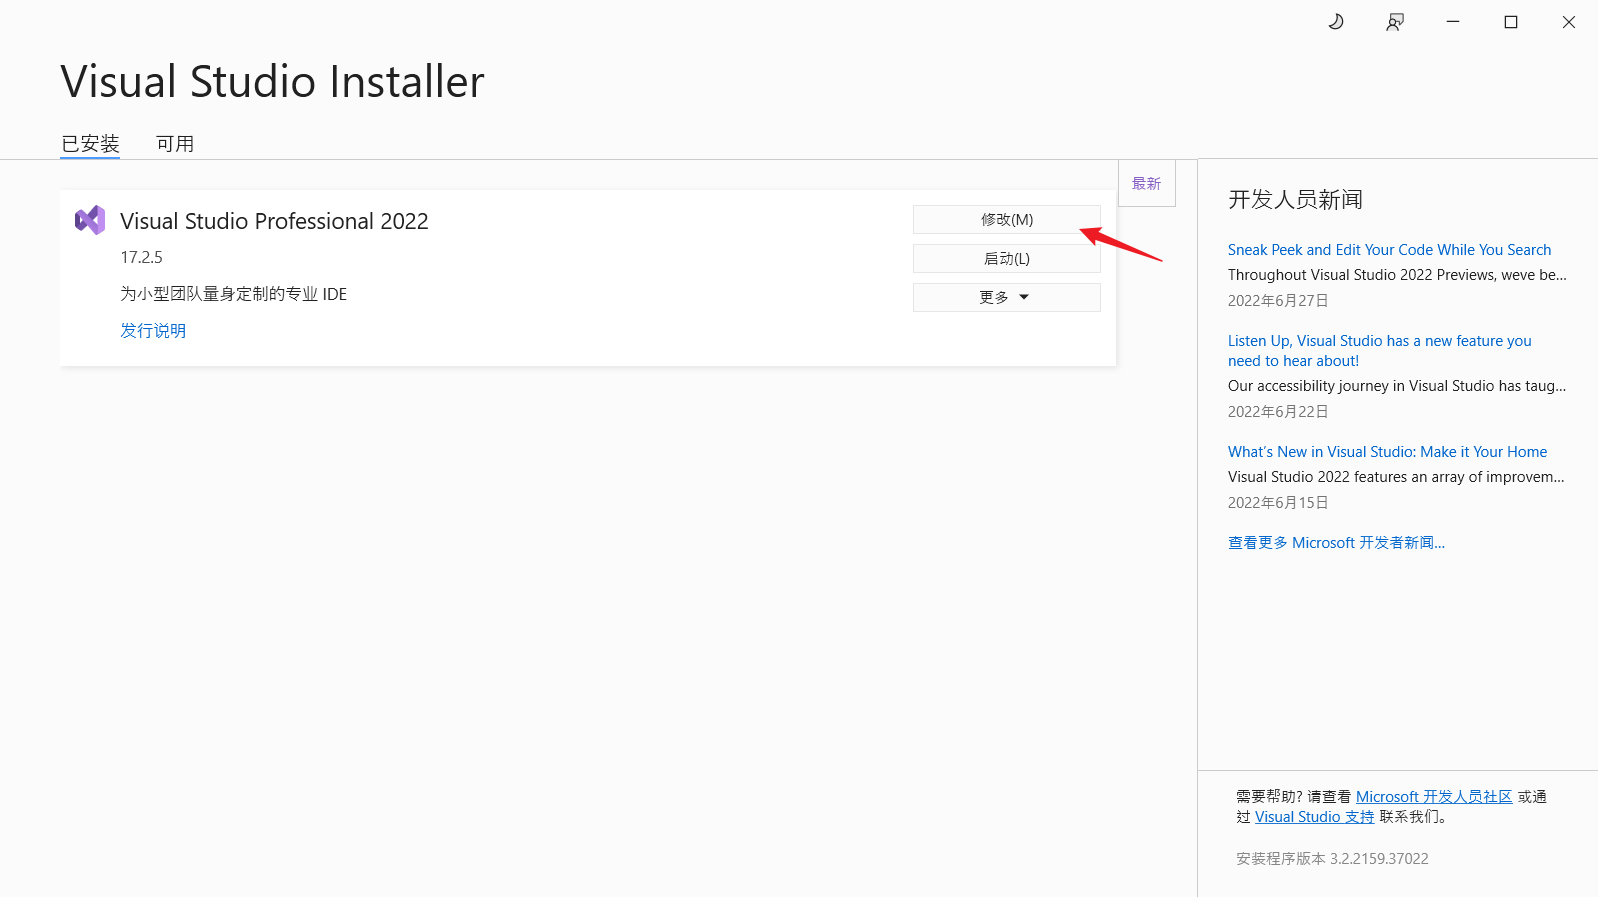 Visual Studio Installer
已安装 可用
最新
Visual Studio Professional 2022
17.2.5
为小型团队量身定制的专业 IDE
发行说明
修改(M)
启动(L)
更多
开发人员新闻
Sneak Peek and Edit Your Code While You Search
Throughout Visual Studio 2022 Previews, weve be...
2022年6月27日
Listen Up, Visual Studio has a new feature you
need to hear about!
Our accessibility journey in Visual Studio has taug...
2022年6月22日
What's New in Visual Studio: Make it Your Home
Visual Studio 2022 features an array of improvem...
2022年6月15日
查看更多 Microsoft 开发者新闻...
需要帮助? 请查看 Microsoft 开发人员社区 或通
过 Visual Studio 支持 联系我们。
安装程序版本 3.2.2159.37022